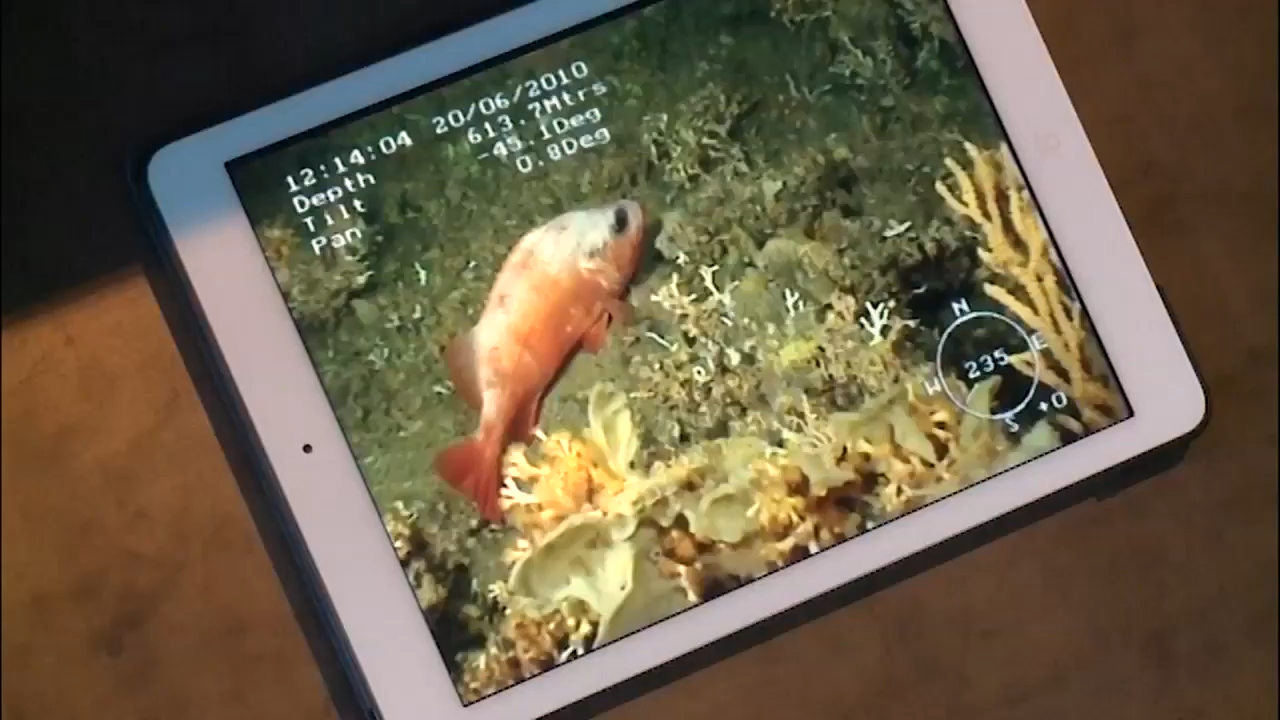 12:14:04 20/06/2010
Depth 613.7Mtrs
Tilt -45.1Deg
Pan 0.8Deg
N
E
235
W
S
+0